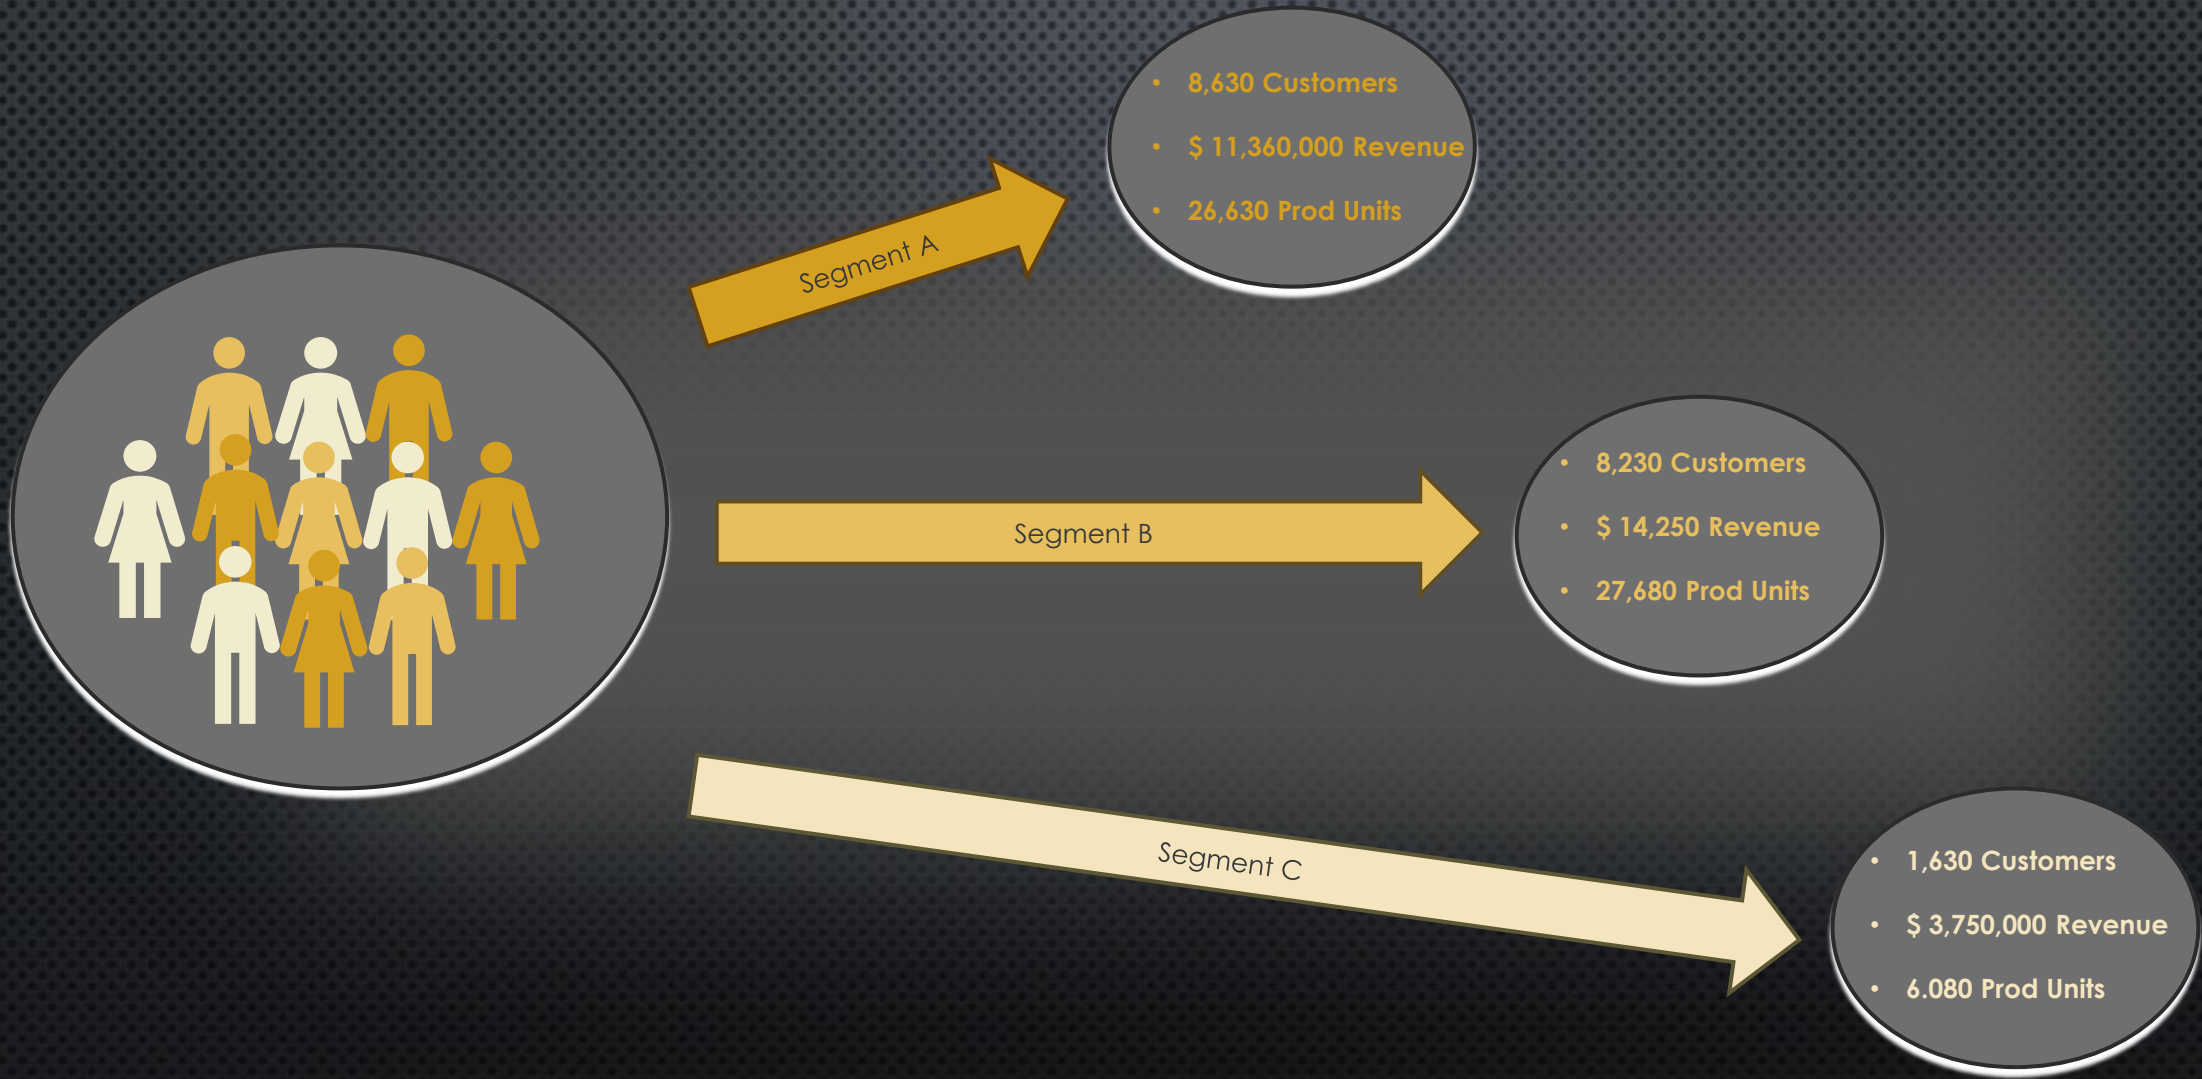 Segment A
• 8,630 Customers
• $ 11,360,000 Revenue
• 26,630 Prod Units
Segment B
• 8,230 Customers
• $ 14,250 Revenue
• 27,680 Prod Units
Segment C
• 1,630 Customers
• $ 3,750,000 Revenue
• 6.080 Prod Units